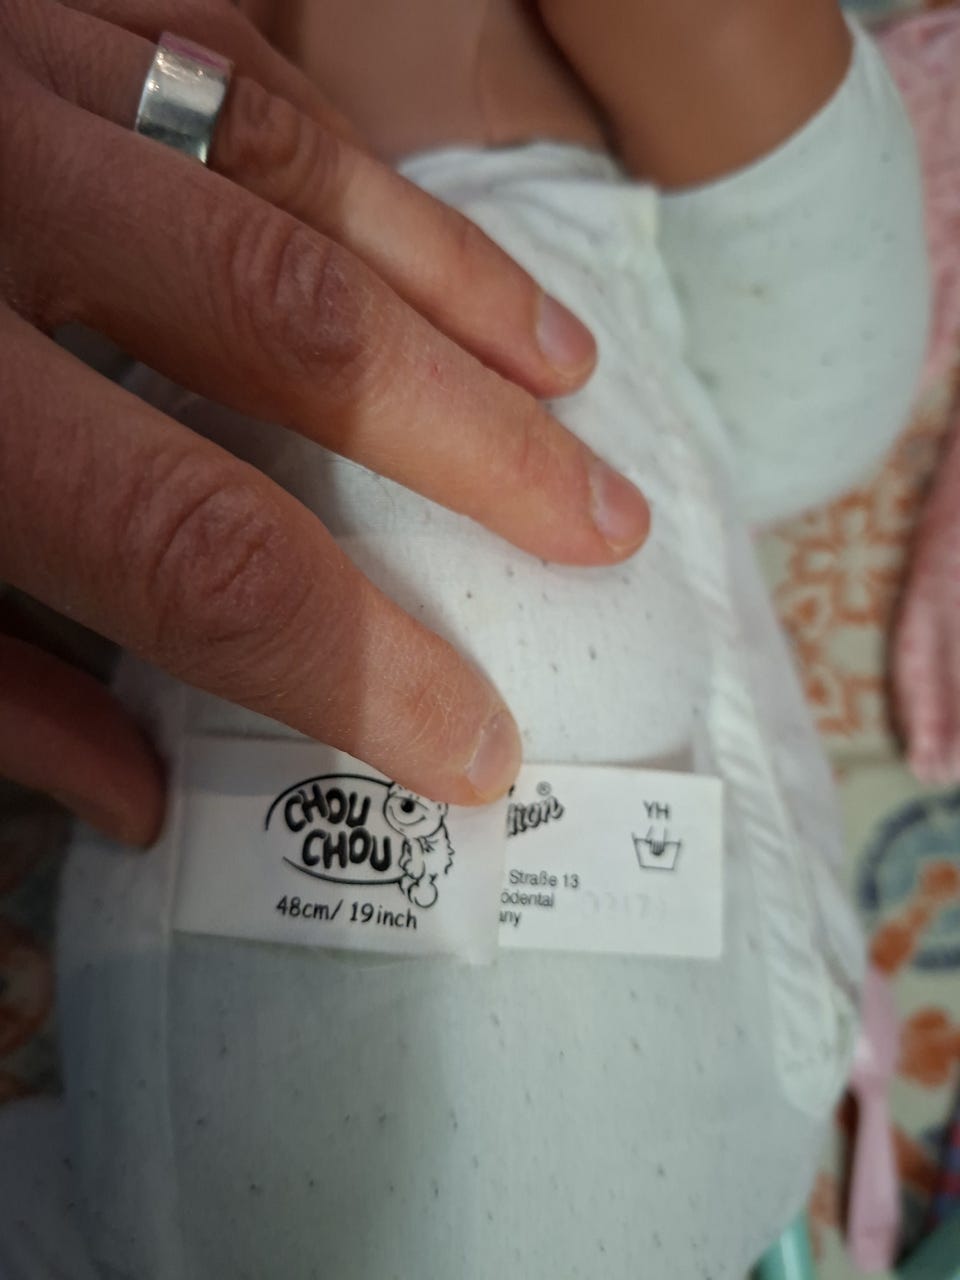 CHOU
CHOU
48cm/ 19inch
®
Straße 13
ödental
any
YH